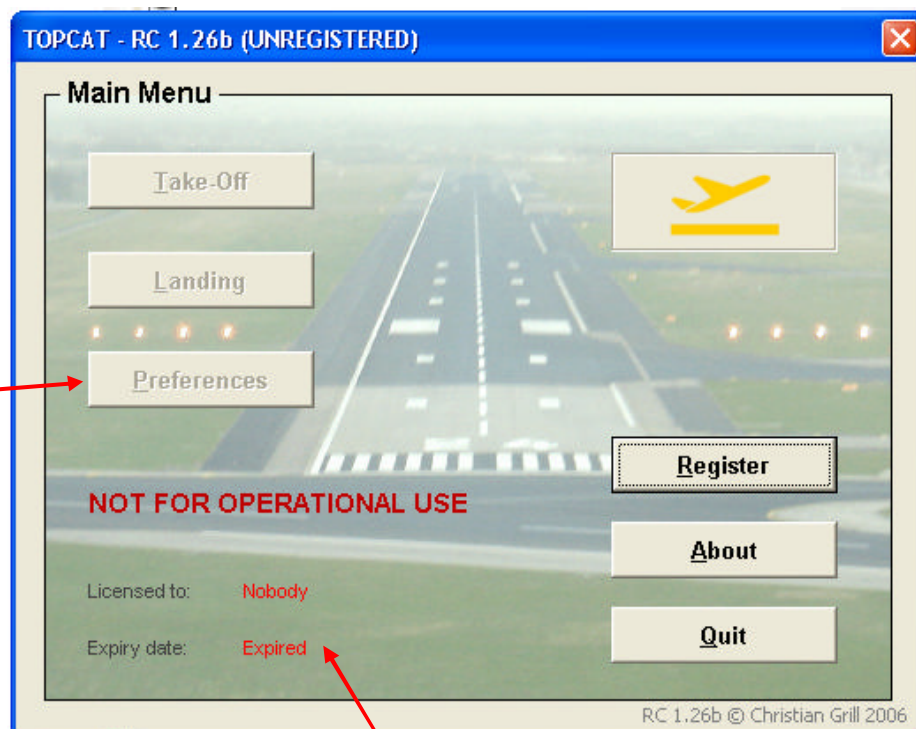 TOPCAT - RC 1.26b (UNREGISTERED)
Main Menu
Take-Off
Landing
Preferences
Register
NOT FOR OPERATIONAL USE
About
Licensed to: Nobody
Quit
Expiry date: Expired
RC 1.26b © Christian Grill 2006